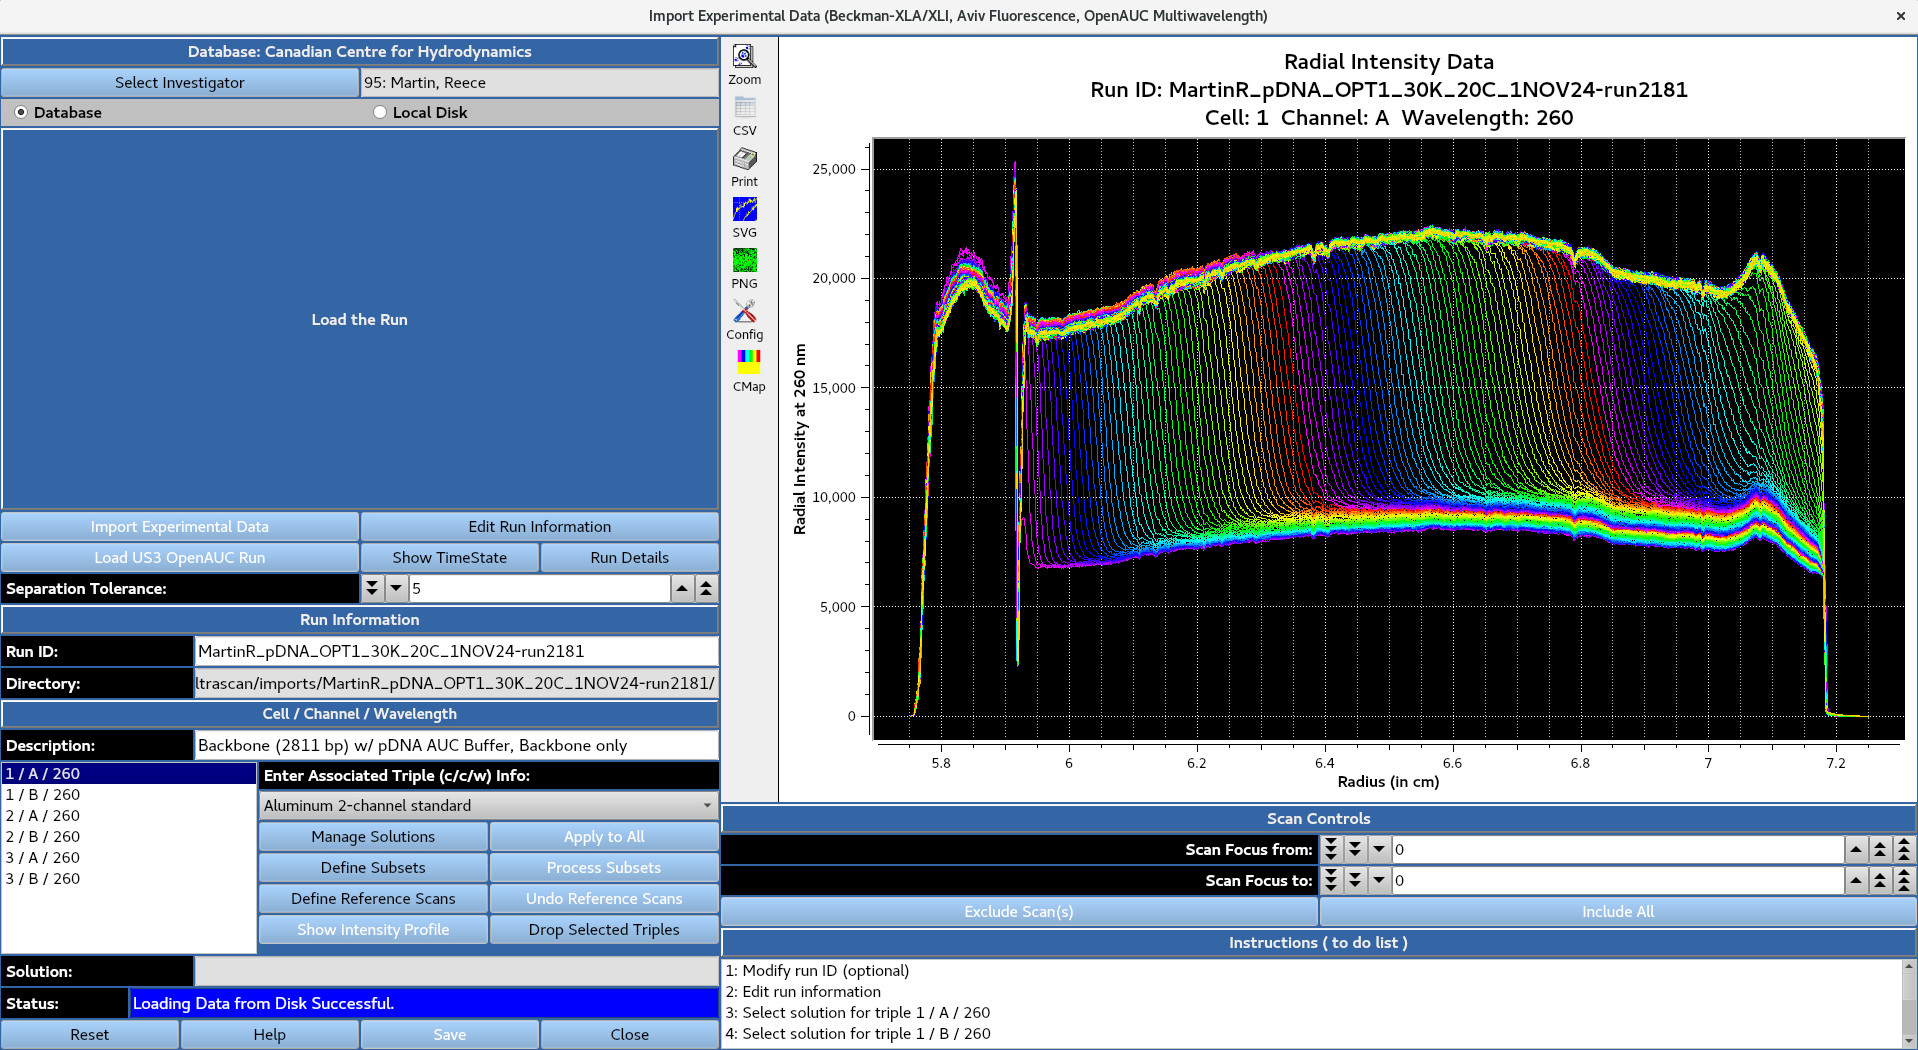 Import Experimental Data (Beckman-XLA/XLI, Aviv Fluorescence, OpenAUC Multiwavelength)
Database: Canadian Centre for Hydrodynamics
Select Investigator 95: Martin, Reece
Database Local Disk
Load the Run
Import Experimental Data Edit Run Information
Load US3 OpenAUC Run Show TimeState Run Details
Separation Tolerance: 5
Run Information
Run ID: MartinR_pDNA_OPT1_30K_20C_1NOV24-run2181
Directory: ltrascan/imports/MartinR_pDNA_OPT1_30K_20C_1NOV24-run2181/
Cell / Channel / Wavelength
Description: Backbone (2811 bp) w/ pDNA AUC Buffer, Backbone only
1 / A / 260
1 / B / 260
2 / A / 260
2 / B / 260
3 / A / 260
3 / B / 260
Enter Associated Triple (c/c/w) Info:
Aluminum 2-channel standard
Manage Solutions Apply to All
Define Subsets Process Subsets
Define Reference Scans Undo Reference Scans
Show Intensity Profile Drop Selected Triples
Solution:
Status: Loading Data from Disk Successful.
Reset Help Save Close
Zoom
CSV
Print
SVG
PNG
Config
CMap
Radial Intensity Data
Run ID: MartinR_pDNA_OPT1_30K_20C_1NOV24-run2181
Cell: 1 Channel: A Wavelength: 260
Radial Intensity at 260 nm
25,000
20,000
15,000
10,000
5,000
0
5.8 6 6.2 6.4 6.6 6.8 7 7.2
Radius (in cm)
Scan Controls
Scan Focus from: 0
Scan Focus to: 0
Exclude Scan(s) Include All
Instructions ( to do list )
1: Modify run ID (optional)
2: Edit run information
3: Select solution for triple 1 / A / 260
4: Select solution for triple 1 / B / 260